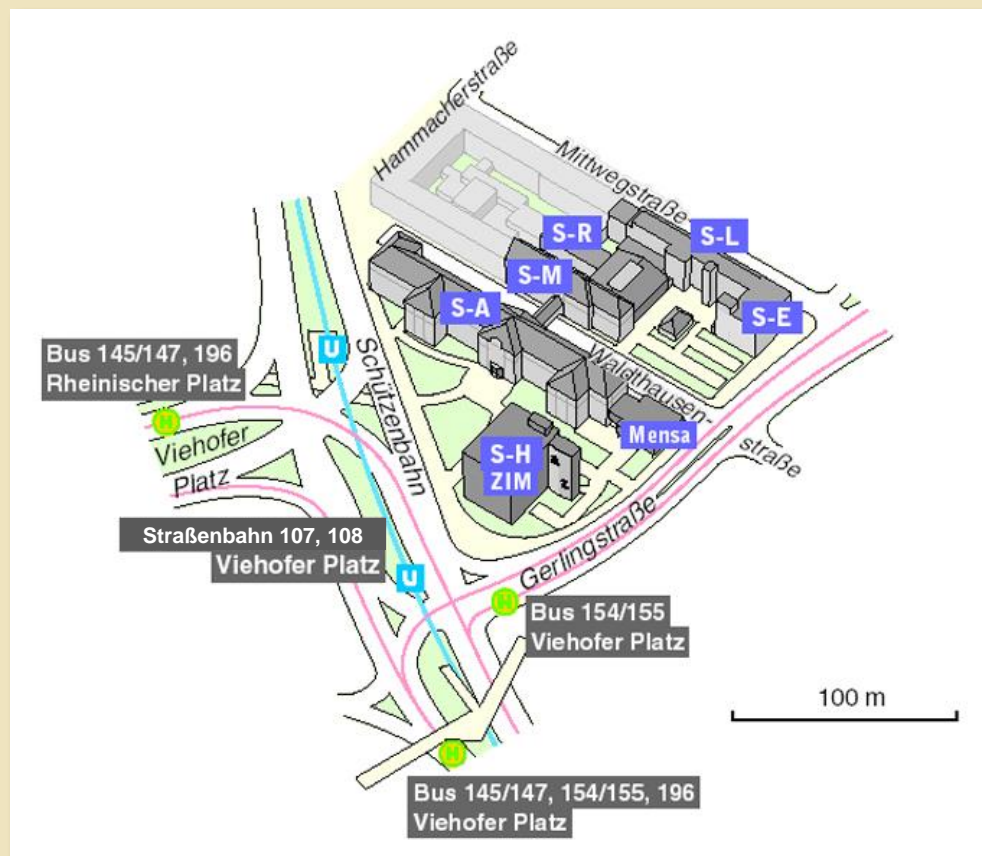 Hammacherstraße
Mittwegstraße
S-R
S-L
S-M
S-A
S-E
U
Schützenbahn
Waldthausen-
straße
Bus 145/147, 196
Rheinischer Platz
H
Viehofer
Platz
Mensa
S-H
ZIM
A
Z
Straßenbahn 107, 108
Viehofer Platz
U
Gerlingstraße
H
Bus 154/155
Viehofer Platz
100 m
H
Bus 145/147, 154/155, 196
Viehofer Platz